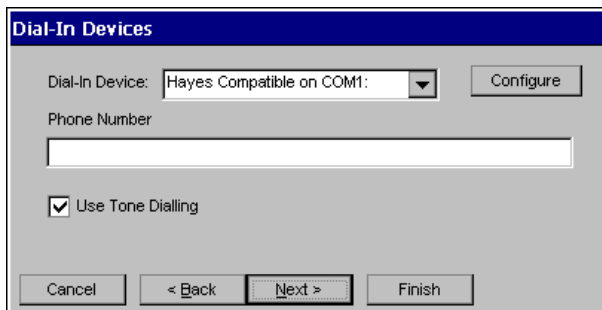 Dial-In Devices
Dial-In Device: Hayes Compatible on COM1: Configure
Phone Number
Use Tone Dialling
Cancel < Back Next > Finish